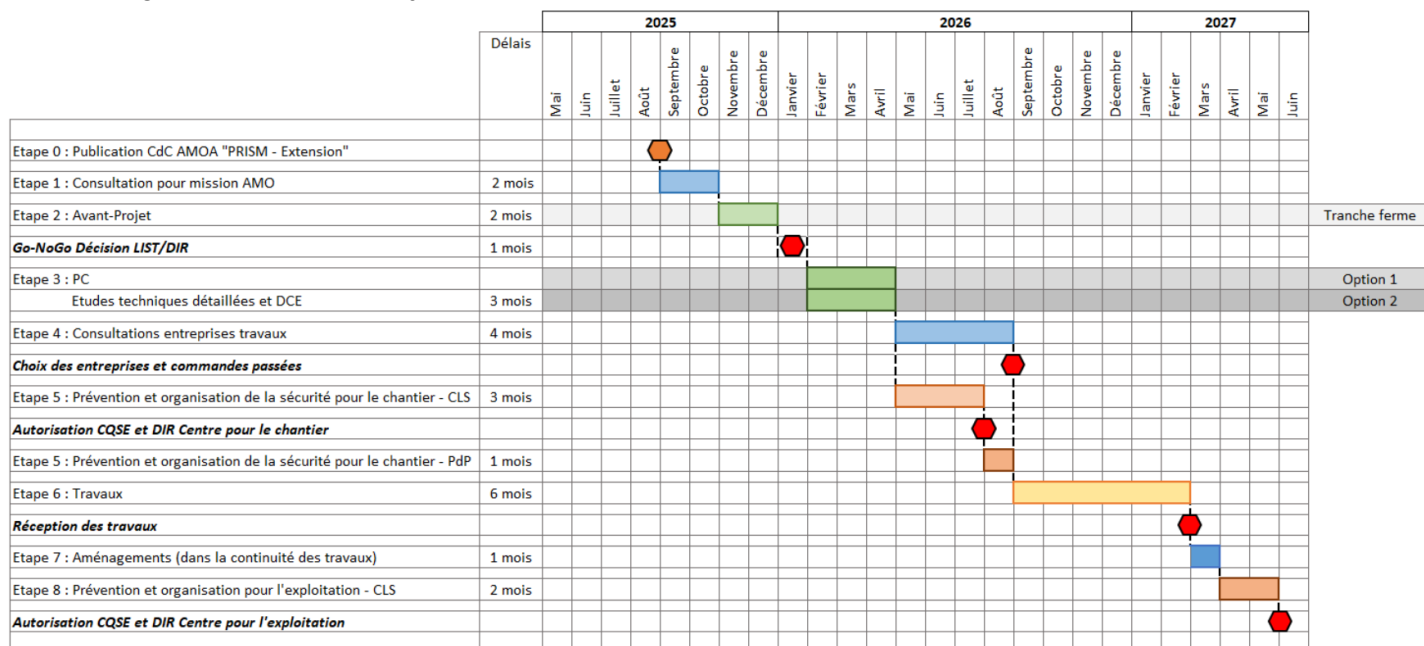 2025 2026 2027
Délais
Mai Juin Juillet Août Septembre Octobre Novembre Décembre Janvier Février Mars Avril Mai Juin Juillet Août Septembre Octobre Novembre Décembre Janvier Février Mars Avril Mai Juin
Etape 0 : Publication CdC AMOA "PRISM - Extension"
Etape 1 : Consultation pour mission AMO 2 mois
Etape 2 : Avant-Projet 2 mois Tranche ferme
Go-NoGo Décision LIST/DIR 1 mois
Etape 3 : PC Option 1
Etudes techniques détaillées et DCE 3 mois Option 2
Etape 4 : Consultations entreprises travaux 4 mois
Choix des entreprises et commandes passées
Etape 5 : Prévention et organisation de la sécurité pour le chantier - CLS 3 mois
Autorisation CQSE et DIR Centre pour le chantier
Etape 5 : Prévention et organisation de la sécurité pour le chantier - PdP 1 mois
Etape 6 : Travaux 6 mois
Réception des travaux
Etape 7 : Aménagements (dans la continuité des travaux) 1 mois
Etape 8 : Prévention et organisation pour l'exploitation - CLS 2 mois
Autorisation CQSE et DIR Centre pour l'exploitation